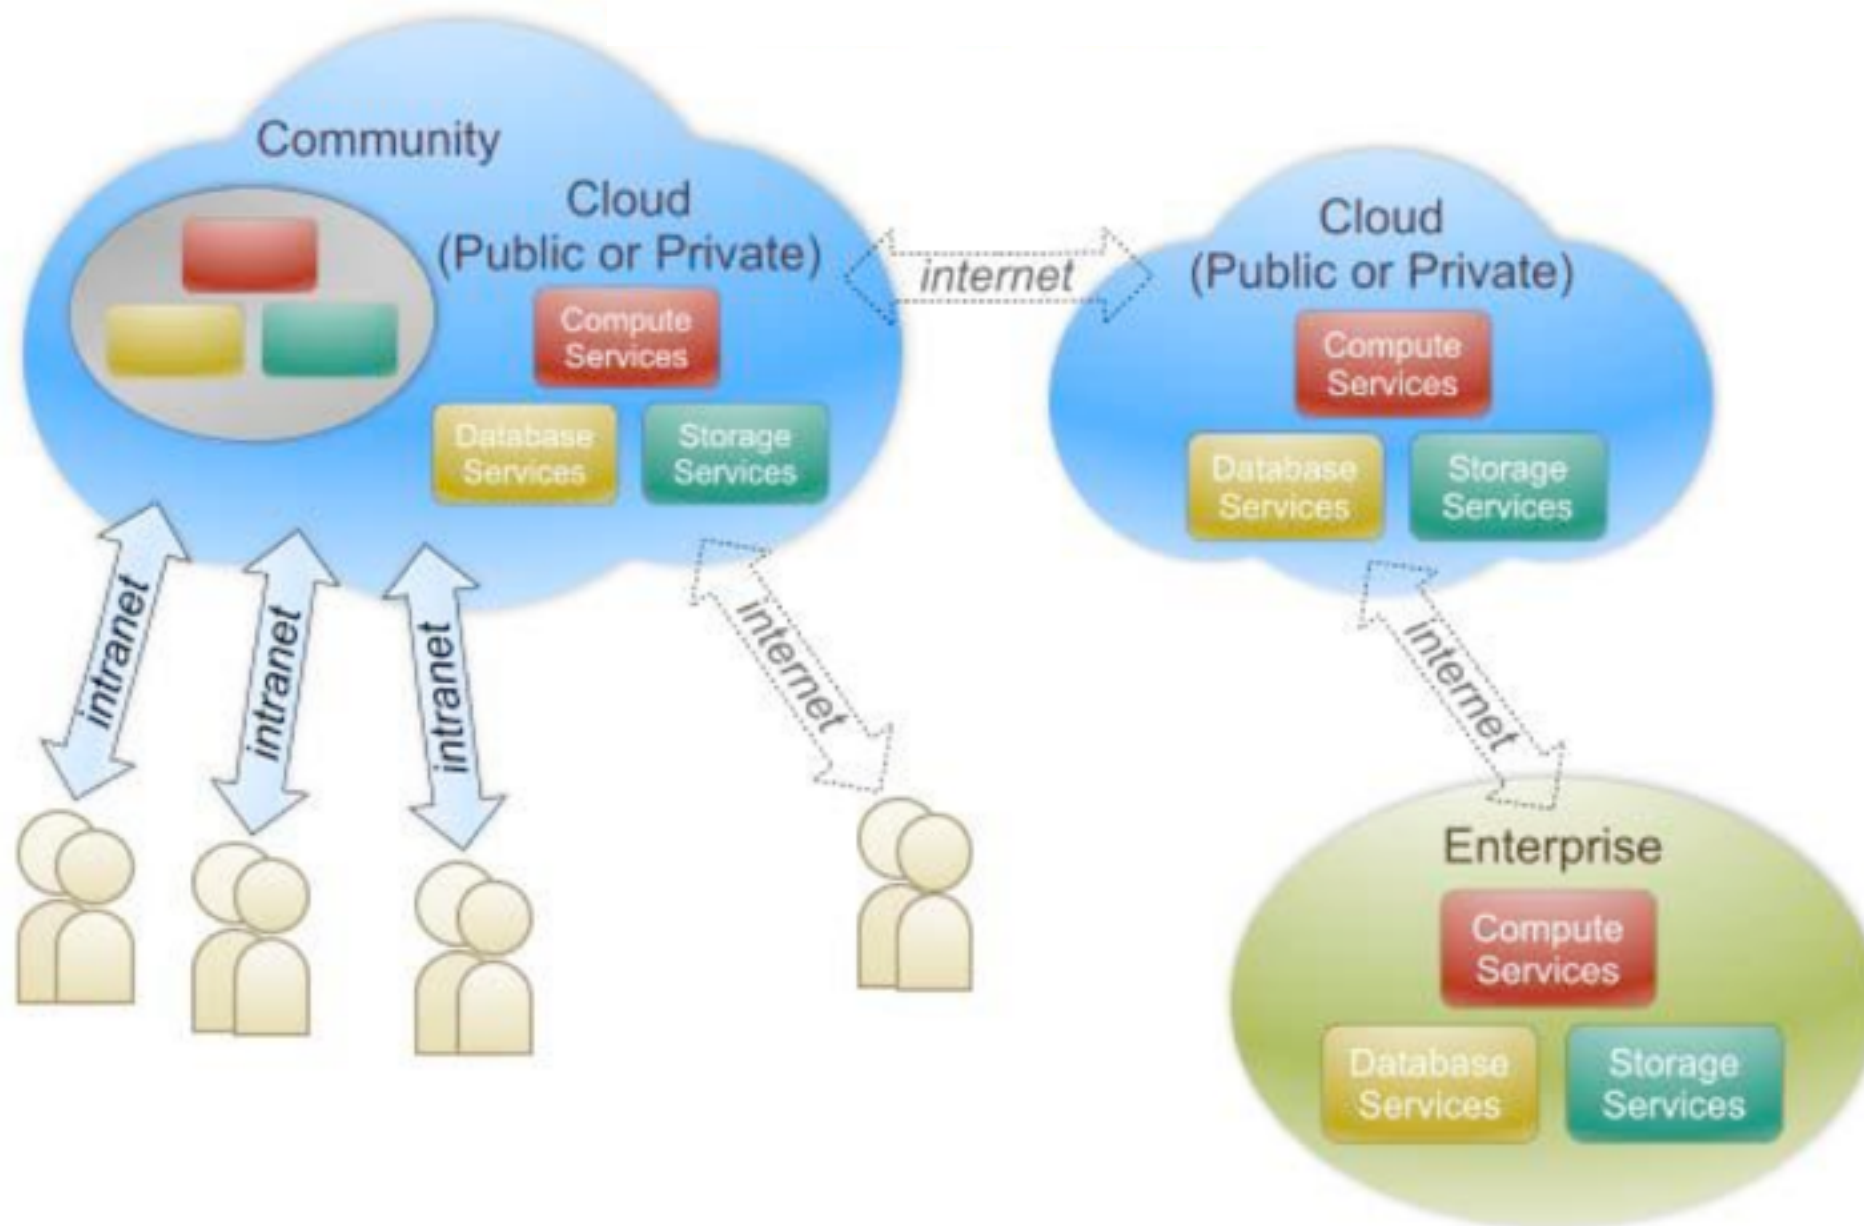 Community
Cloud
(Public or Private)
Compute
Services
Database
Services
Storage
Services
internet
Cloud
(Public or Private)
Compute
Services
Database
Services
Storage
Services
intranet
intranet
intranet
internet
internet
Enterprise
Compute
Services
Database
Services
Storage
Services